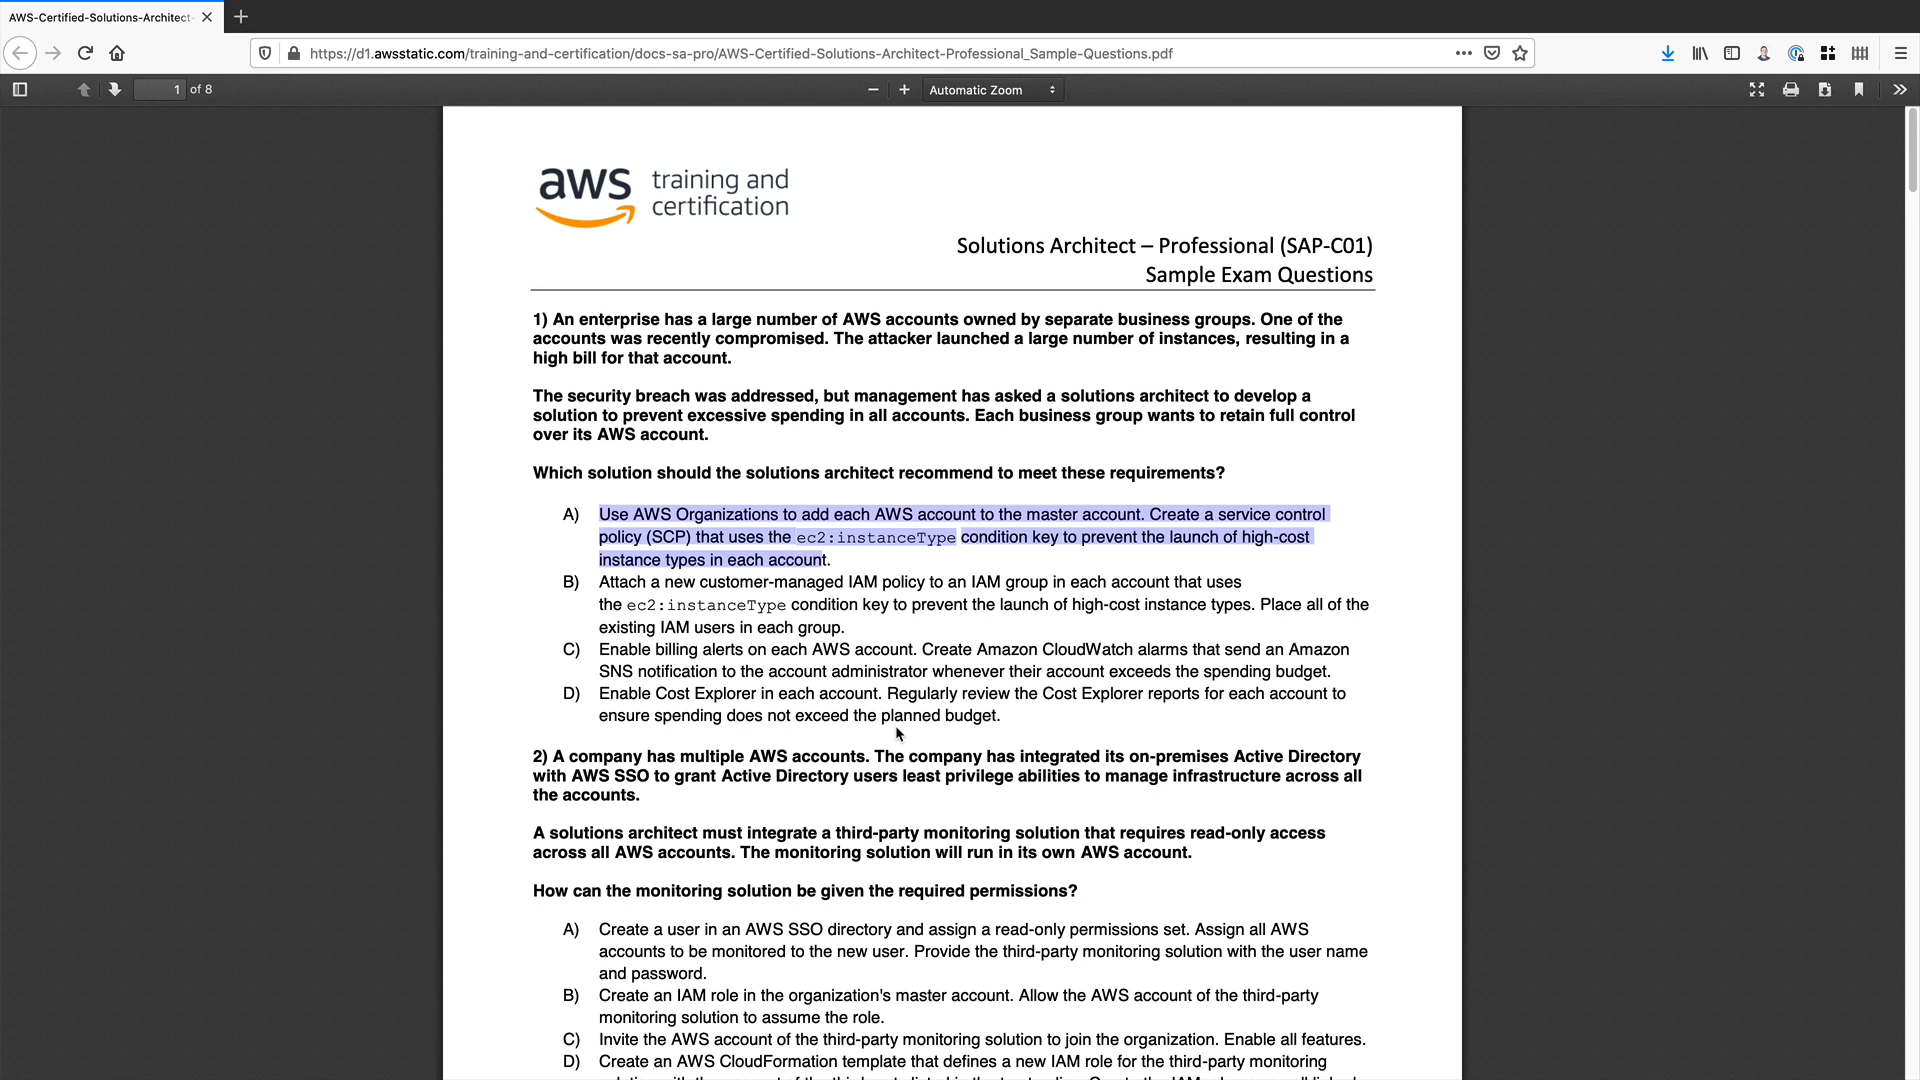 AWS-Certified-Solutions-Architect-
https://d1.awsstatic.com/training-and-certification/docs-sa-pro/AWS-Certified-Solutions-Architect-Professional_Sample-Questions.pdf
1 of 8
Automatic Zoom
aws training and
certification
Solutions Architect – Professional (SAP-C01)
Sample Exam Questions
1) An enterprise has a large number of AWS accounts owned by separate business groups. One of the
accounts was recently compromised. The attacker launched a large number of instances, resulting in a
high bill for that account.
The security breach was addressed, but management has asked a solutions architect to develop a
solution to prevent excessive spending in all accounts. Each business group wants to retain full control
over its AWS account.
Which solution should the solutions architect recommend to meet these requirements?
A) Use AWS Organizations to add each AWS account to the master account. Create a service control
policy (SCP) that uses the ec2:instanceType condition key to prevent the launch of high-cost
instance types in each account.
B) Attach a new customer-managed IAM policy to an IAM group in each account that uses
the ec2:instanceType condition key to prevent the launch of high-cost instance types. Place all of the
existing IAM users in each group.
C) Enable billing alerts on each AWS account. Create Amazon CloudWatch alarms that send an Amazon
SNS notification to the account administrator whenever their account exceeds the spending budget.
D) Enable Cost Explorer in each account. Regularly review the Cost Explorer reports for each account to
ensure spending does not exceed the planned budget.
2) A company has multiple AWS accounts. The company has integrated its on-premises Active Directory
with AWS SSO to grant Active Directory users least privilege abilities to manage infrastructure across all
the accounts.
A solutions architect must integrate a third-party monitoring solution that requires read-only access
across all AWS accounts. The monitoring solution will run in its own AWS account.
How can the monitoring solution be given the required permissions?
A) Create a user in an AWS SSO directory and assign a read-only permissions set. Assign all AWS
accounts to be monitored to the new user. Provide the third-party monitoring solution with the user name
and password.
B) Create an IAM role in the organization's master account. Allow the AWS account of the third-party
monitoring solution to assume the role.
C) Invite the AWS account of the third-party monitoring solution to join the organization. Enable all features.
D) Create an AWS CloudFormation template that defines a new IAM role for the third-party monitoring